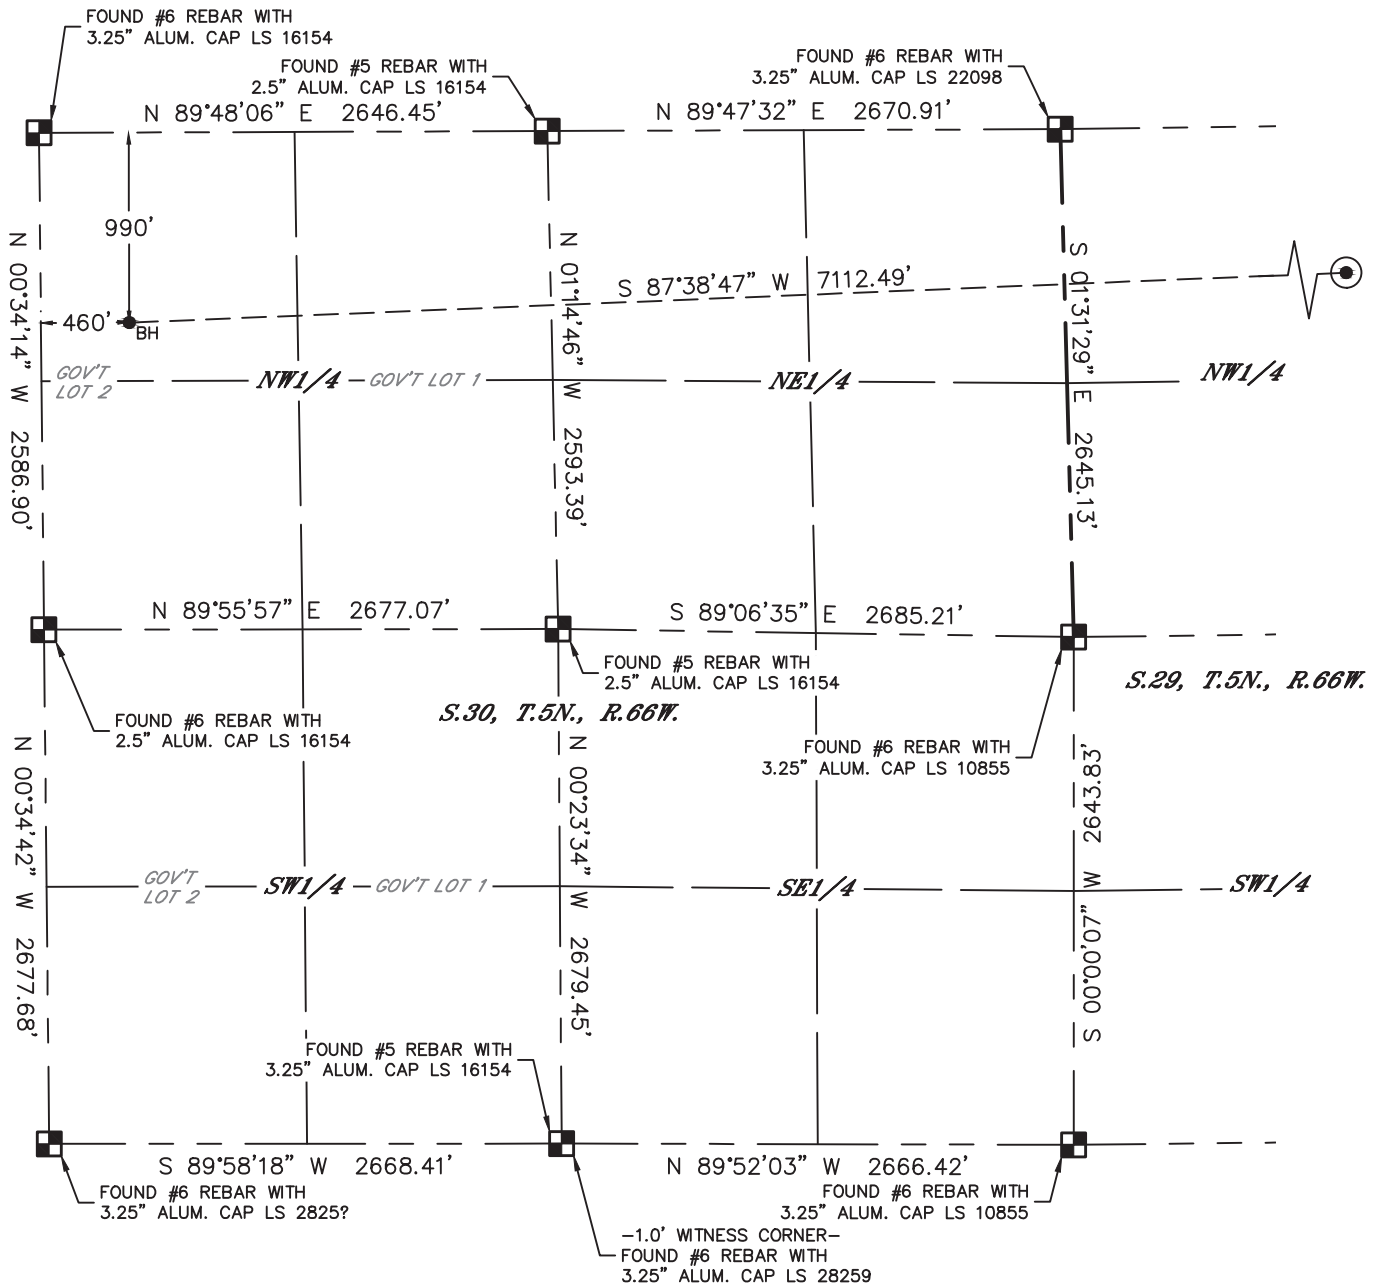 FOUND #6 REBAR WITH
3.25" ALUM. CAP LS 16154
FOUND #5 REBAR WITH
2.5" ALUM. CAP LS 16154
FOUND #6 REBAR WITH
3.25" ALUM. CAP LS 22098
N 89°48'06" E 2646.45'
N 89°47'32" E 2670.91'
990'
N 00°34'14" W 2586.90'
N 01°14'46" W 2593.39'
S 01°31'29" E 2645.13'
S 87°38'47" W 7112.49'
460'
BH
GOV'T
LOT 2
NW1/4
GOV'T LOT 1
NE1/4
NW1/4
N 89°55'57" E 2677.07'
S 89°06'35" E 2685.21'
FOUND #5 REBAR WITH
2.5" ALUM. CAP LS 16154
S.29, T.5N., R.66W.
S.30, T.5N., R.66W.
FOUND #6 REBAR WITH
2.5" ALUM. CAP LS 16154
FOUND #6 REBAR WITH
3.25" ALUM. CAP LS 10855
N 00°34'42" W 2677.68'
N 00°23'34" W 2679.45'
S 00°00'07" W 2643.83'
GOV'T
LOT 2
SW1/4
GOV'T LOT 1
SE1/4
SW1/4
FOUND #5 REBAR WITH
3.25" ALUM. CAP LS 16154
S 89°58'18" W 2668.41'
N 89°52'03" W 2666.42'
FOUND #6 REBAR WITH
3.25" ALUM. CAP LS 2825?
FOUND #6 REBAR WITH
3.25" ALUM. CAP LS 10855
-1.0' WITNESS CORNER-
FOUND #6 REBAR WITH
3.25" ALUM. CAP LS 28259